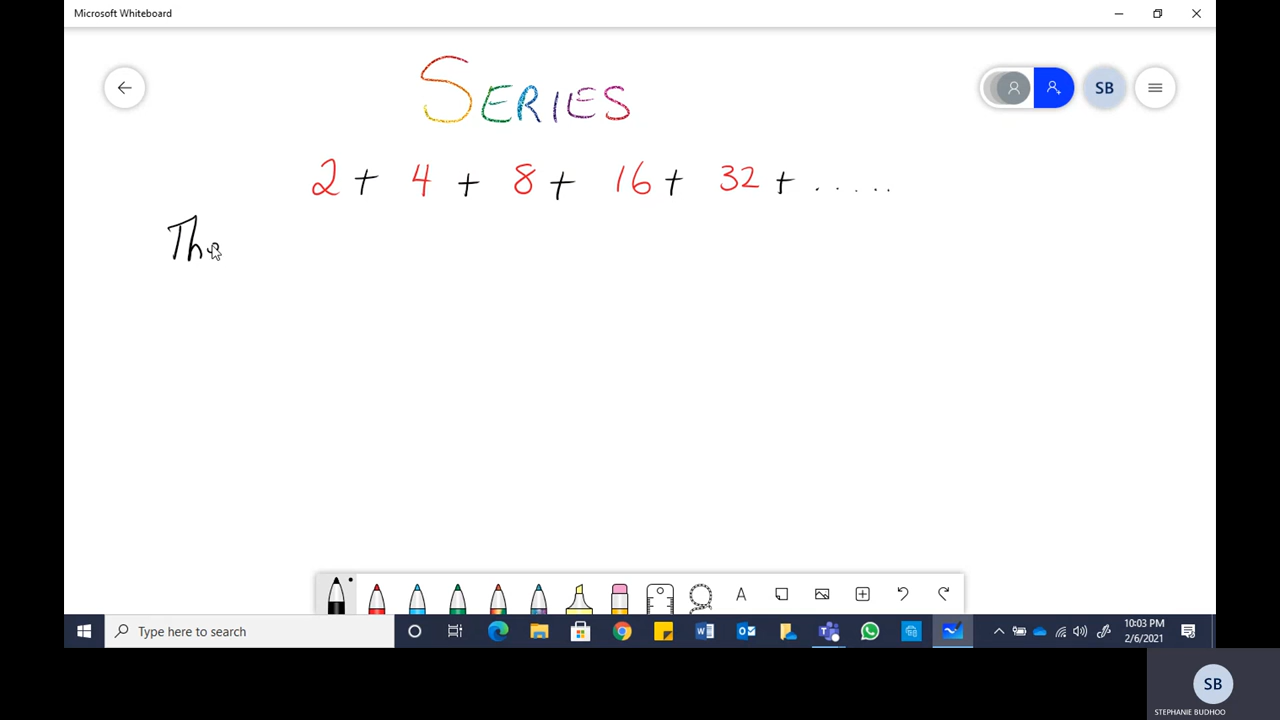 Microsoft Whiteboard
SERIES
SB
2 + 4 + 8 + 16 + 32 + .....
Th
A
Type here to search
10:03 PM
2/6/2021
SB
STEPHANIE BUDHOO